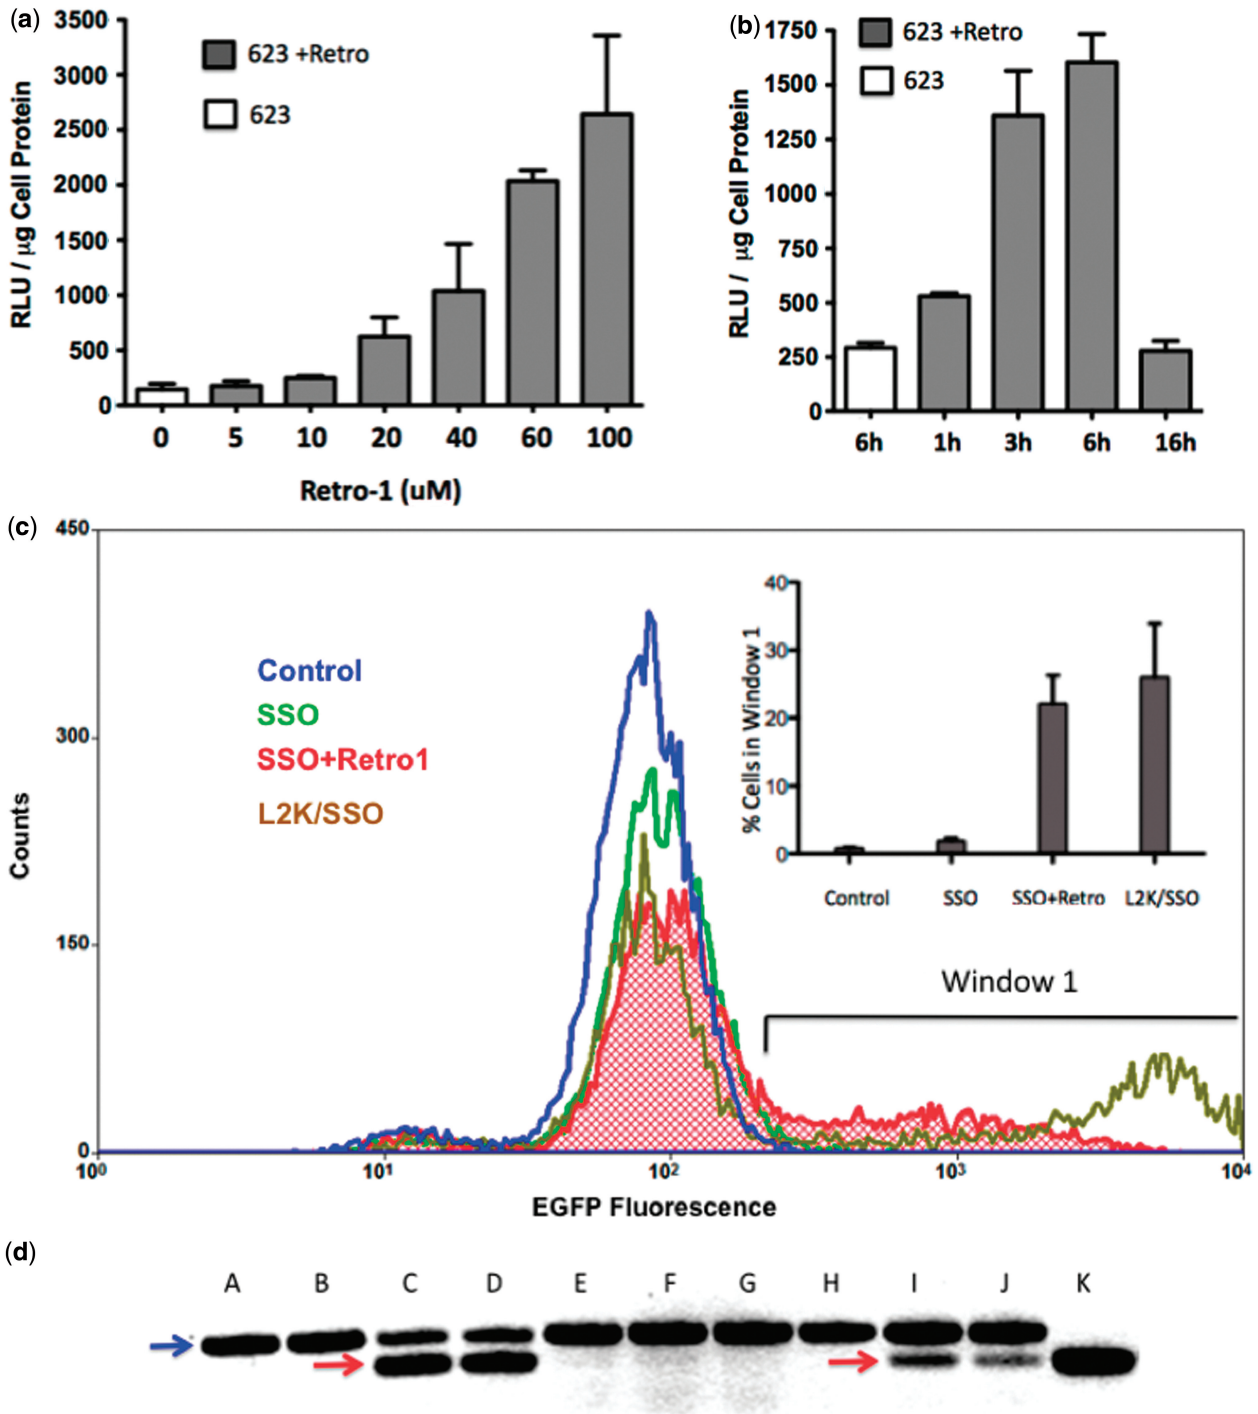 (a)
3500
3000
2500
2000
1500
1000
500
0
RLU / μg Cell Protein
623 +Retro
623
0 5 10 20 40 60 100
Retro-1 (uM)
(b)
1750
1500
1250
1000
750
500
250
0
RLU / μg Cell Protein
623 +Retro
623
6h 1h 3h 6h 16h
(c)
450
300
150
0
Counts
Control
SSO
SSO+Retro1
L2K/SSO
40
30
20
10
0
% Cells in Window 1
Control SSO SSO+Retro L2K/SSO
Window 1
10⁰ 10¹ 10² 10³ 10⁴
EGFP Fluorescence
(d)
A B C D E F G H I J K